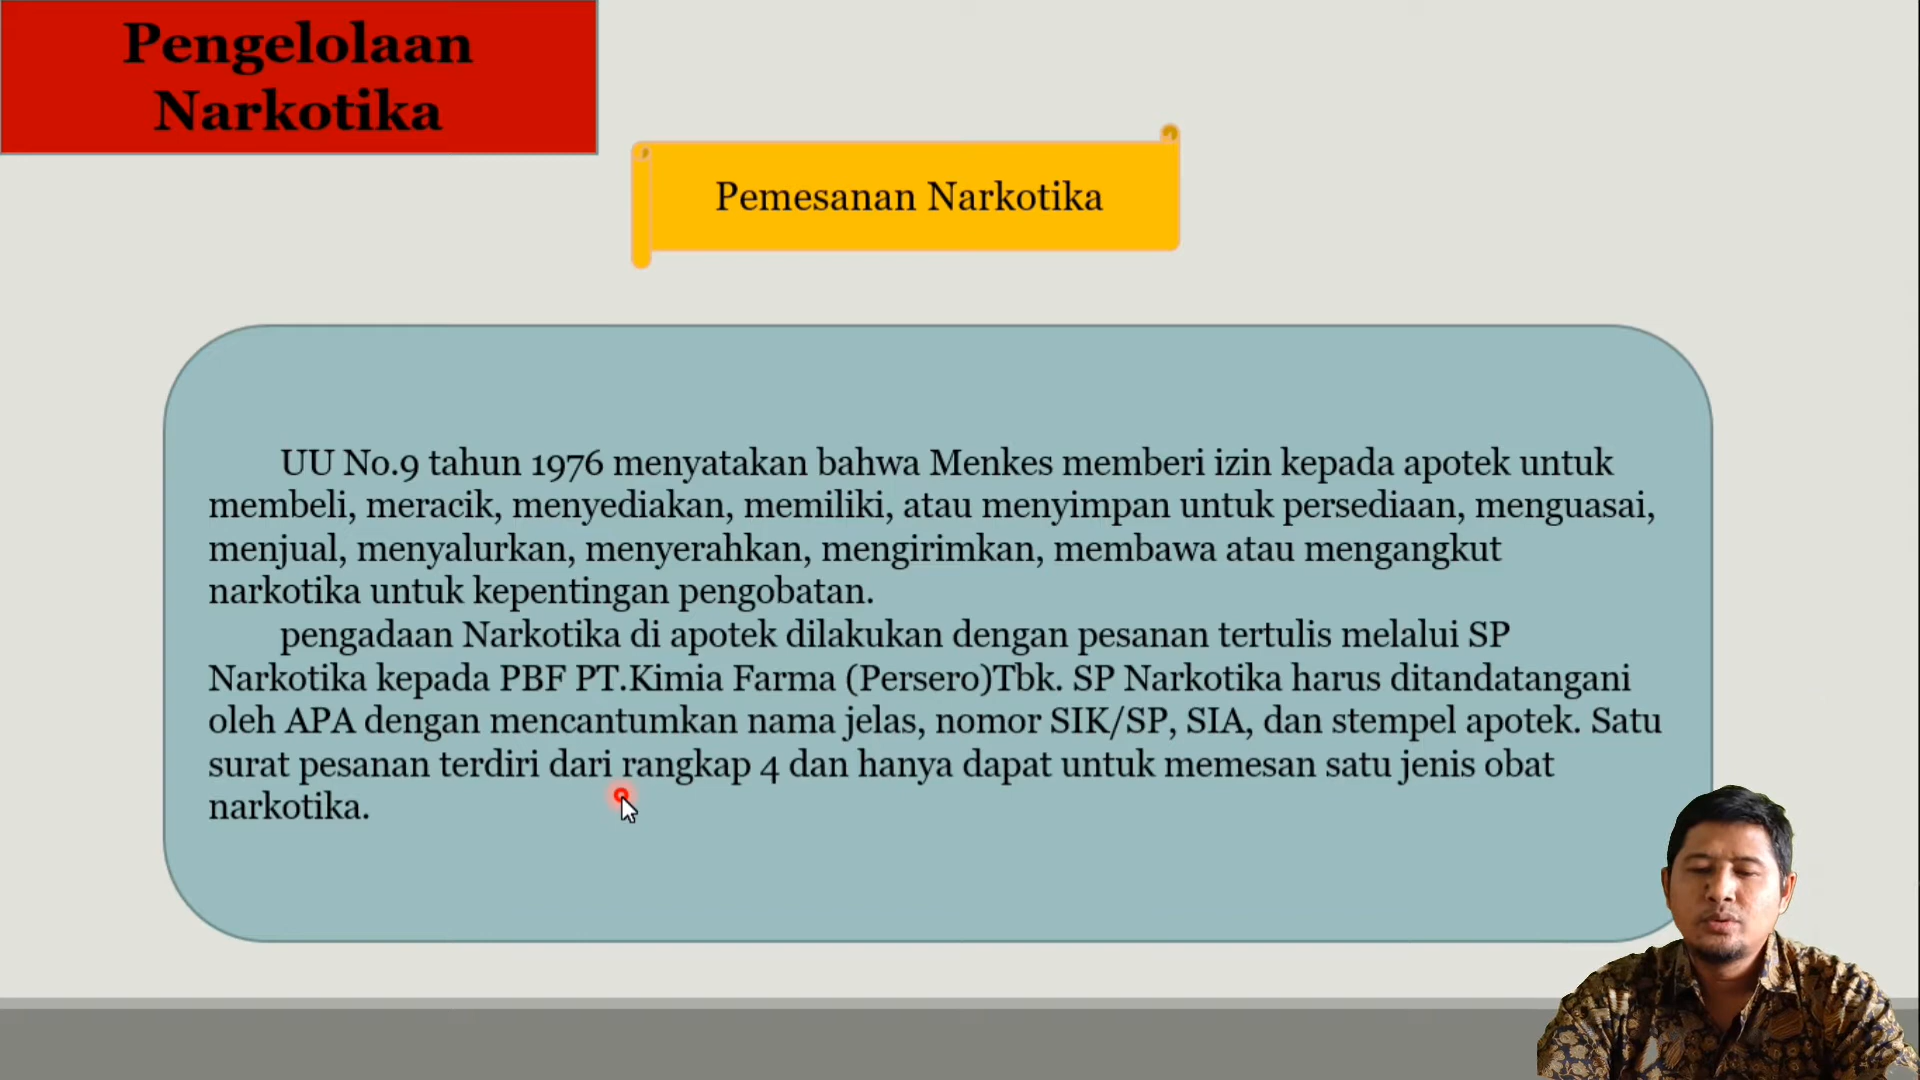 Pengelolaan
Narkotika
Pemesanan Narkotika
UU No.9 tahun 1976 menyatakan bahwa Menkes memberi izin kepada apotek untuk
membeli, meracik, menyediakan, memiliki, atau menyimpan untuk persediaan, menguasai,
menjual, menyalurkan, menyerahkan, mengirimkan, membawa atau mengangkut
narkotika untuk kepentingan pengobatan.
pengadaan Narkotika di apotek dilakukan dengan pesanan tertulis melalui SP
Narkotika kepada PBF PT.Kimia Farma (Persero)Tbk. SP Narkotika harus ditandatangani
oleh APA dengan mencantumkan nama jelas, nomor SIK/SP, SIA, dan stempel apotek. Satu
surat pesanan terdiri dari rangkap 4 dan hanya dapat untuk memesan satu jenis obat
narkotika.